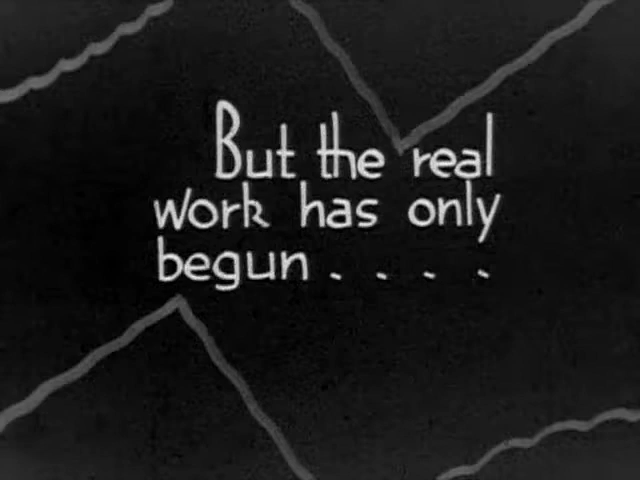 But the real
work has only
begun . . . .